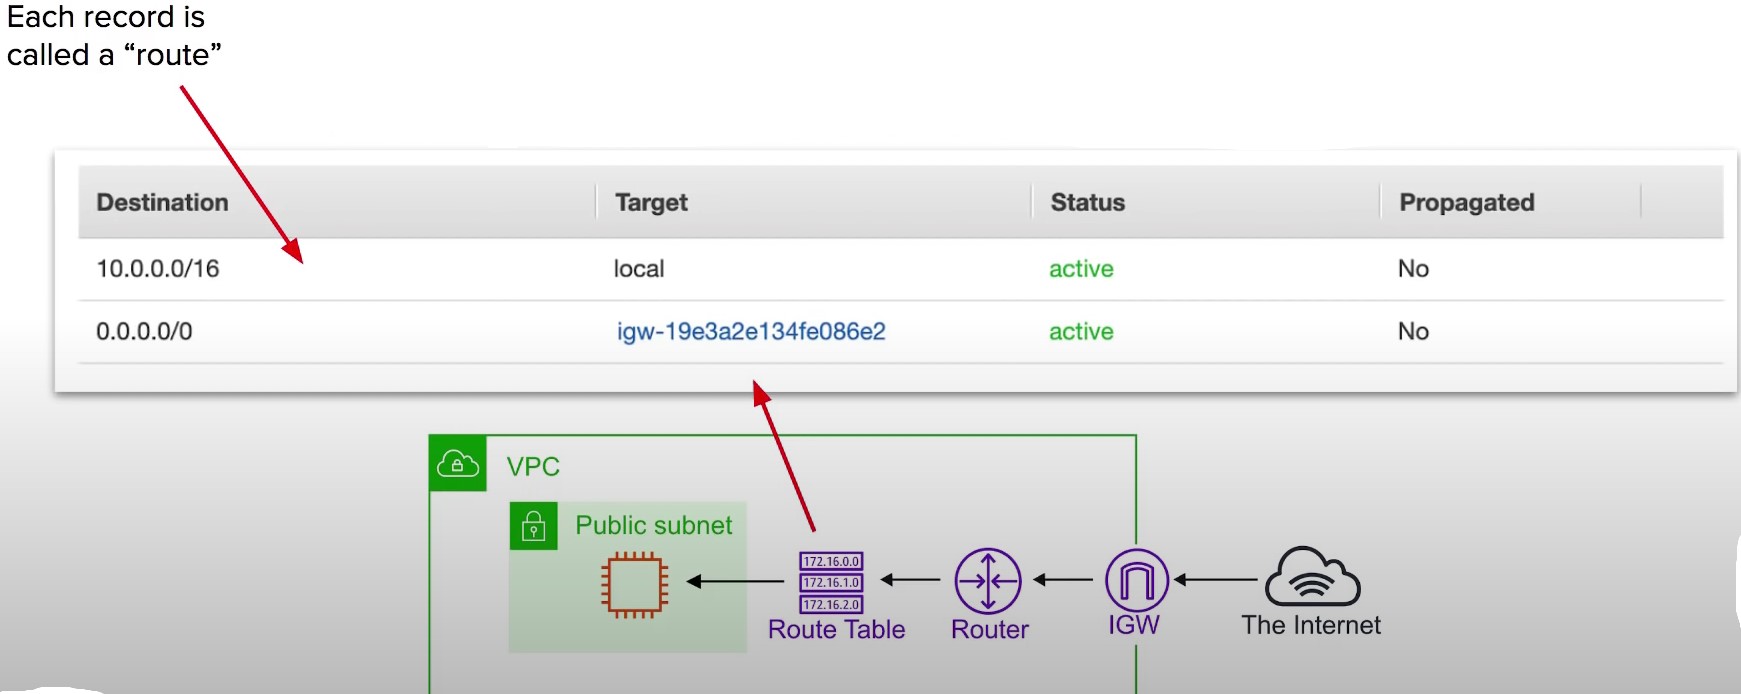 Each record is
called a “route”
Destination Target Status Propagated
10.0.0.0/16 local active No
0.0.0.0/0 igw-19e3a2e134fe086e2 active No
VPC
Public subnet
172.16.0.0
172.16.1.0
172.16.2.0
Route Table Router IGW The Internet